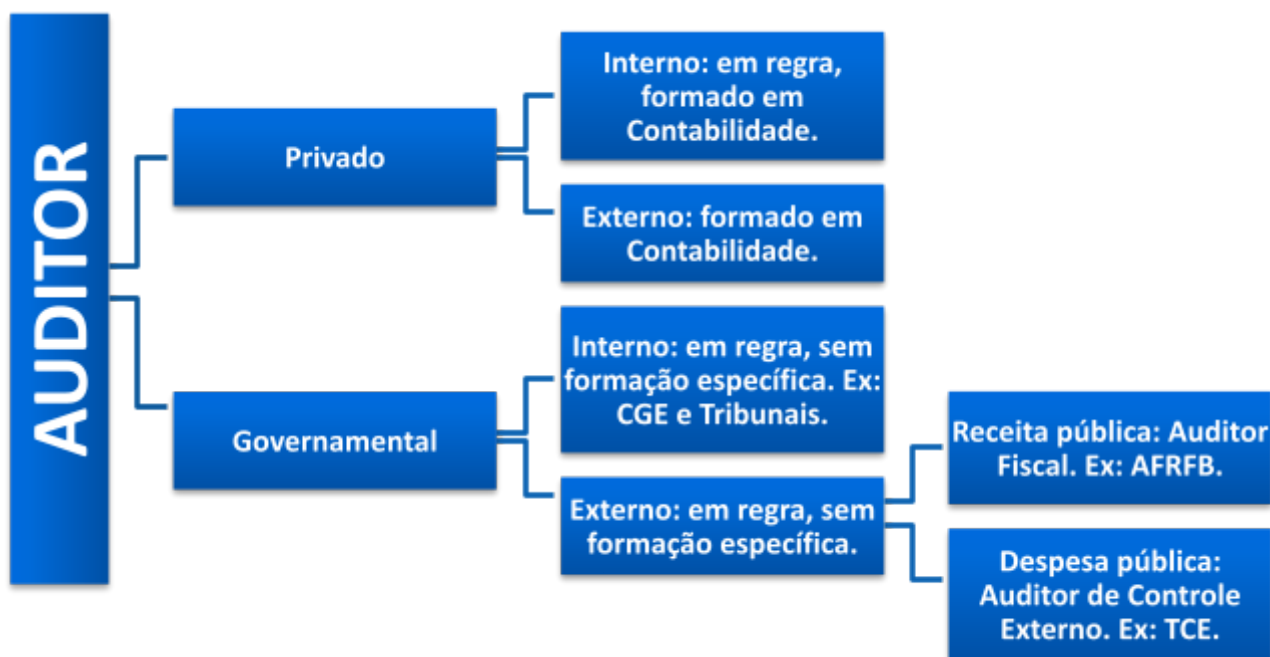 AUDITOR
Privado
Interno: em regra,
formado em
Contabilidade.
Externo: formado em
Contabilidade.
Governamental
Interno: em regra, sem
formação específica. Ex:
CGE e Tribunais.
Externo: em regra, sem
formação específica.
Receita pública: Auditor
Fiscal. Ex: AFRFB.
Despesa pública:
Auditor de Controle
Externo. Ex: TCE.